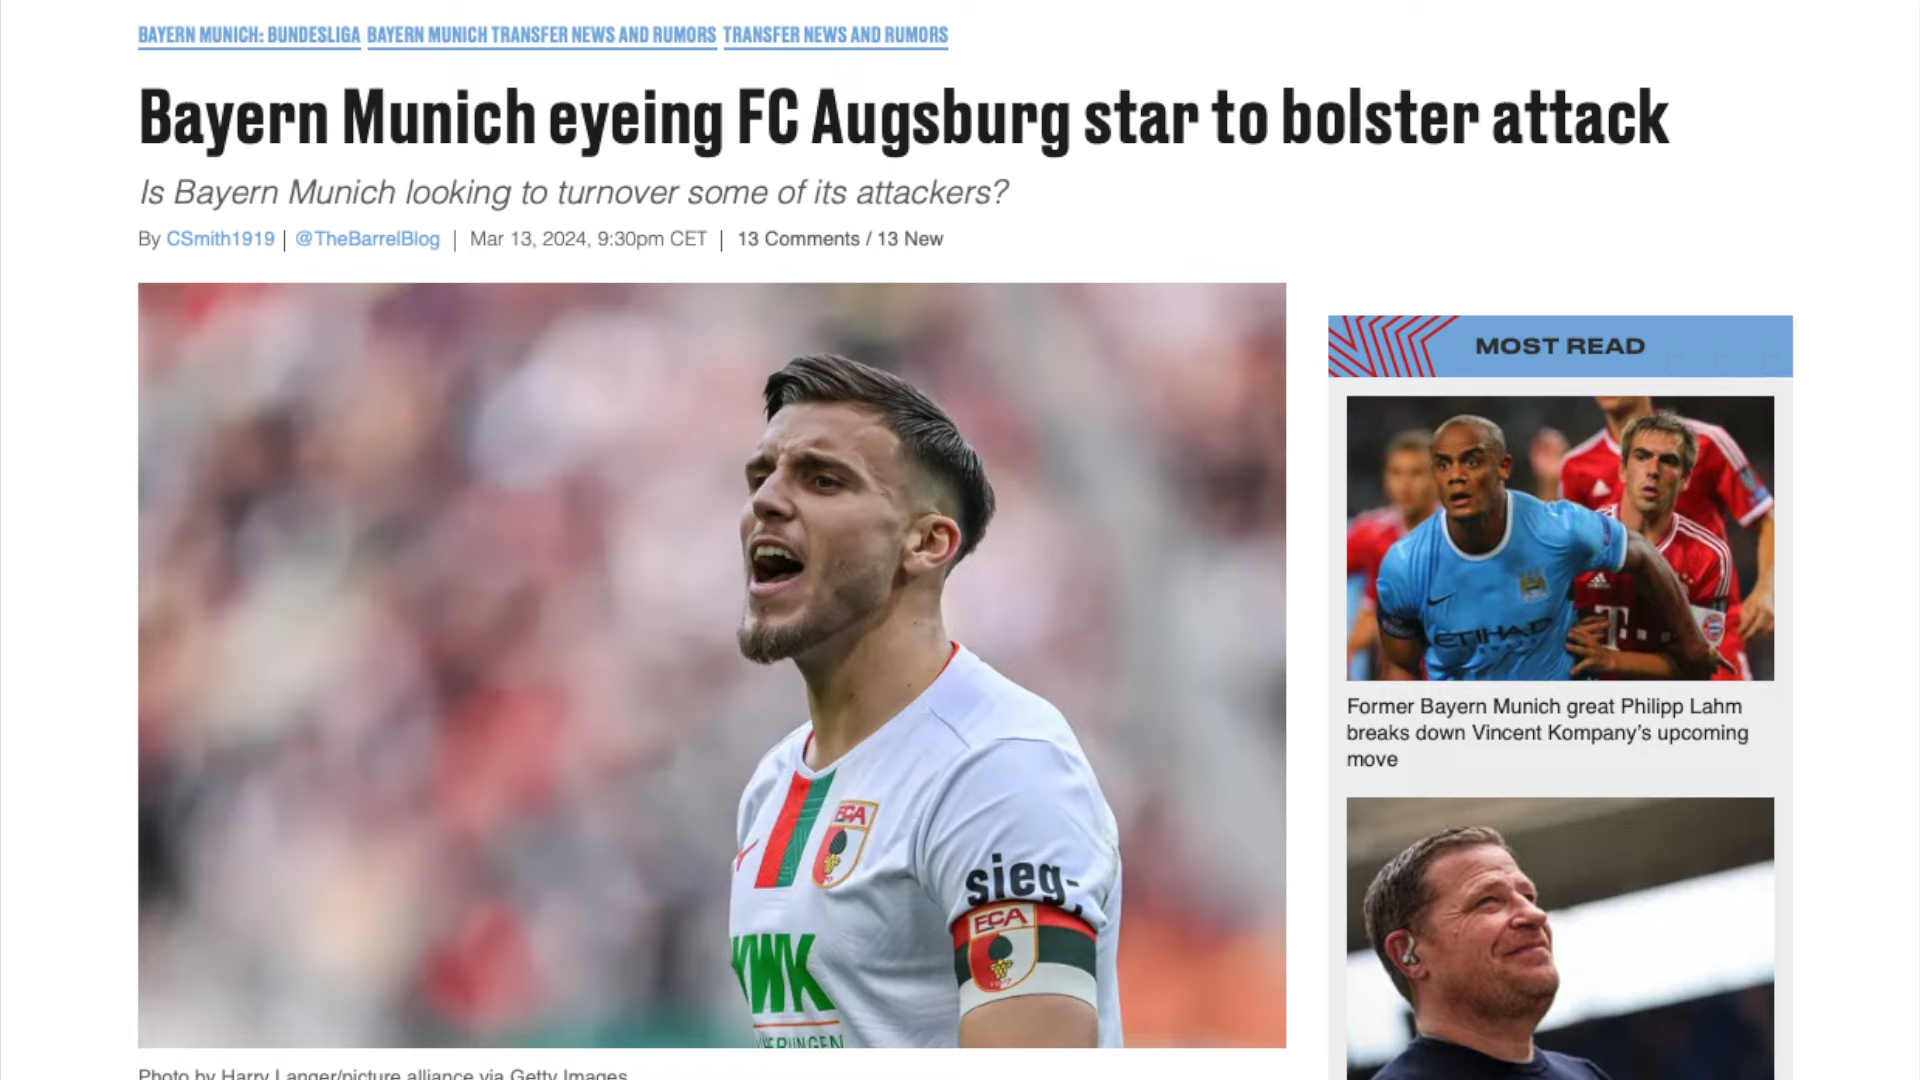 BAYERN MUNICH: BUNDESLIGA BAYERN MUNICH TRANSFER NEWS AND RUMORS TRANSFER NEWS AND RUMORS
Bayern Munich eyeing FC Augsburg star to bolster attack
Is Bayern Munich looking to turnover some of its attackers?
By CSmith1919 | @TheBarrelBlog | Mar 13, 2024, 9:30pm CET | 13 Comments / 13 New
FCA
sieg-
FCA
1907
WWK
Photo by Harry Langer/picture alliance via Getty Images
MOST READ
ETIHAD
T
Former Bayern Munich great Philipp Lahm
breaks down Vincent Kompany's upcoming
move